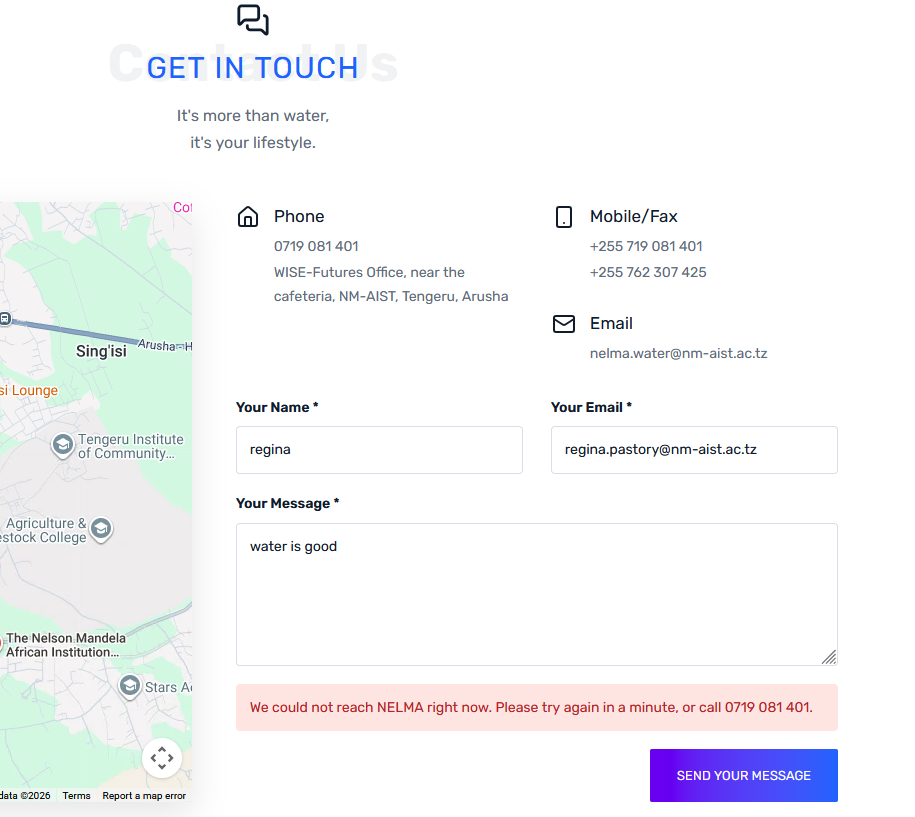 Contact Us
GET IN TOUCH
It's more than water,
it's your lifestyle.
Sing'isi
Arusha
Lounge
Tengeru Institute
of Community...
Agriculture &
College
The Nelson Mandela
African Institution...
Stars
©2026 Terms Report a map error
Phone
0719 081 401
WISE-Futures Office, near the
cafeteria, NM-AIST, Tengeru, Arusha
Mobile/Fax
+255 719 081 401
+255 762 307 425
Email
nelma.water@nm-aist.ac.tz
Your Name * Your Email *
regina regina.pastory@nm-aist.ac.tz
Your Message *
water is good
We could not reach NELMA right now. Please try again in a minute, or call 0719 081 401.
SEND YOUR MESSAGE